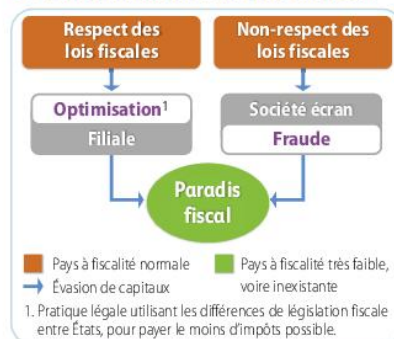 Respect des
lois fiscales
Non-respect des
lois fiscales
Optimisation¹
Filiale
Société écran
Fraude
Paradis
fiscal
Pays à fiscalité normale
Évasion de capitaux
Pays à fiscalité très faible,
voire inexistante
1. Pratique légale utilisant les différences de législation fiscale
entre États, pour payer le moins d'impôts possible.